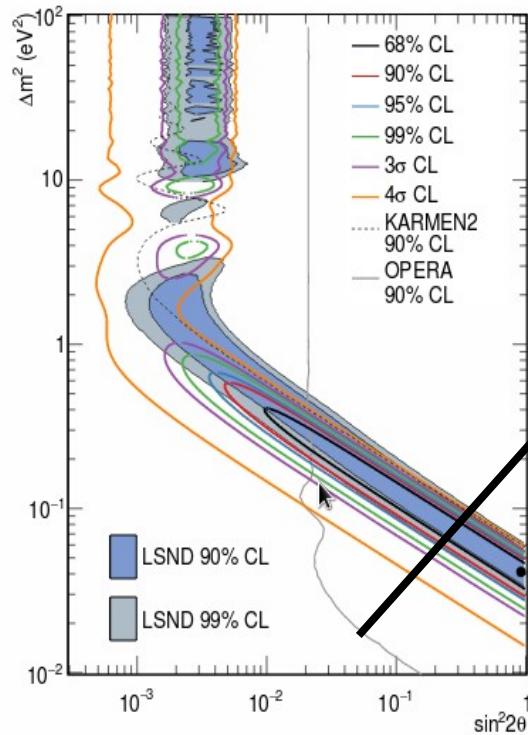 Δm² (eV²)
10²
10
1
10⁻¹
10⁻²
68% CL
90% CL
95% CL
99% CL
3σ CL
4σ CL
KARMEN2
90% CL
OPERA
90% CL
LSND 90% CL
LSND 99% CL
10⁻³ 10⁻² 10⁻¹ 1
sin²2θ